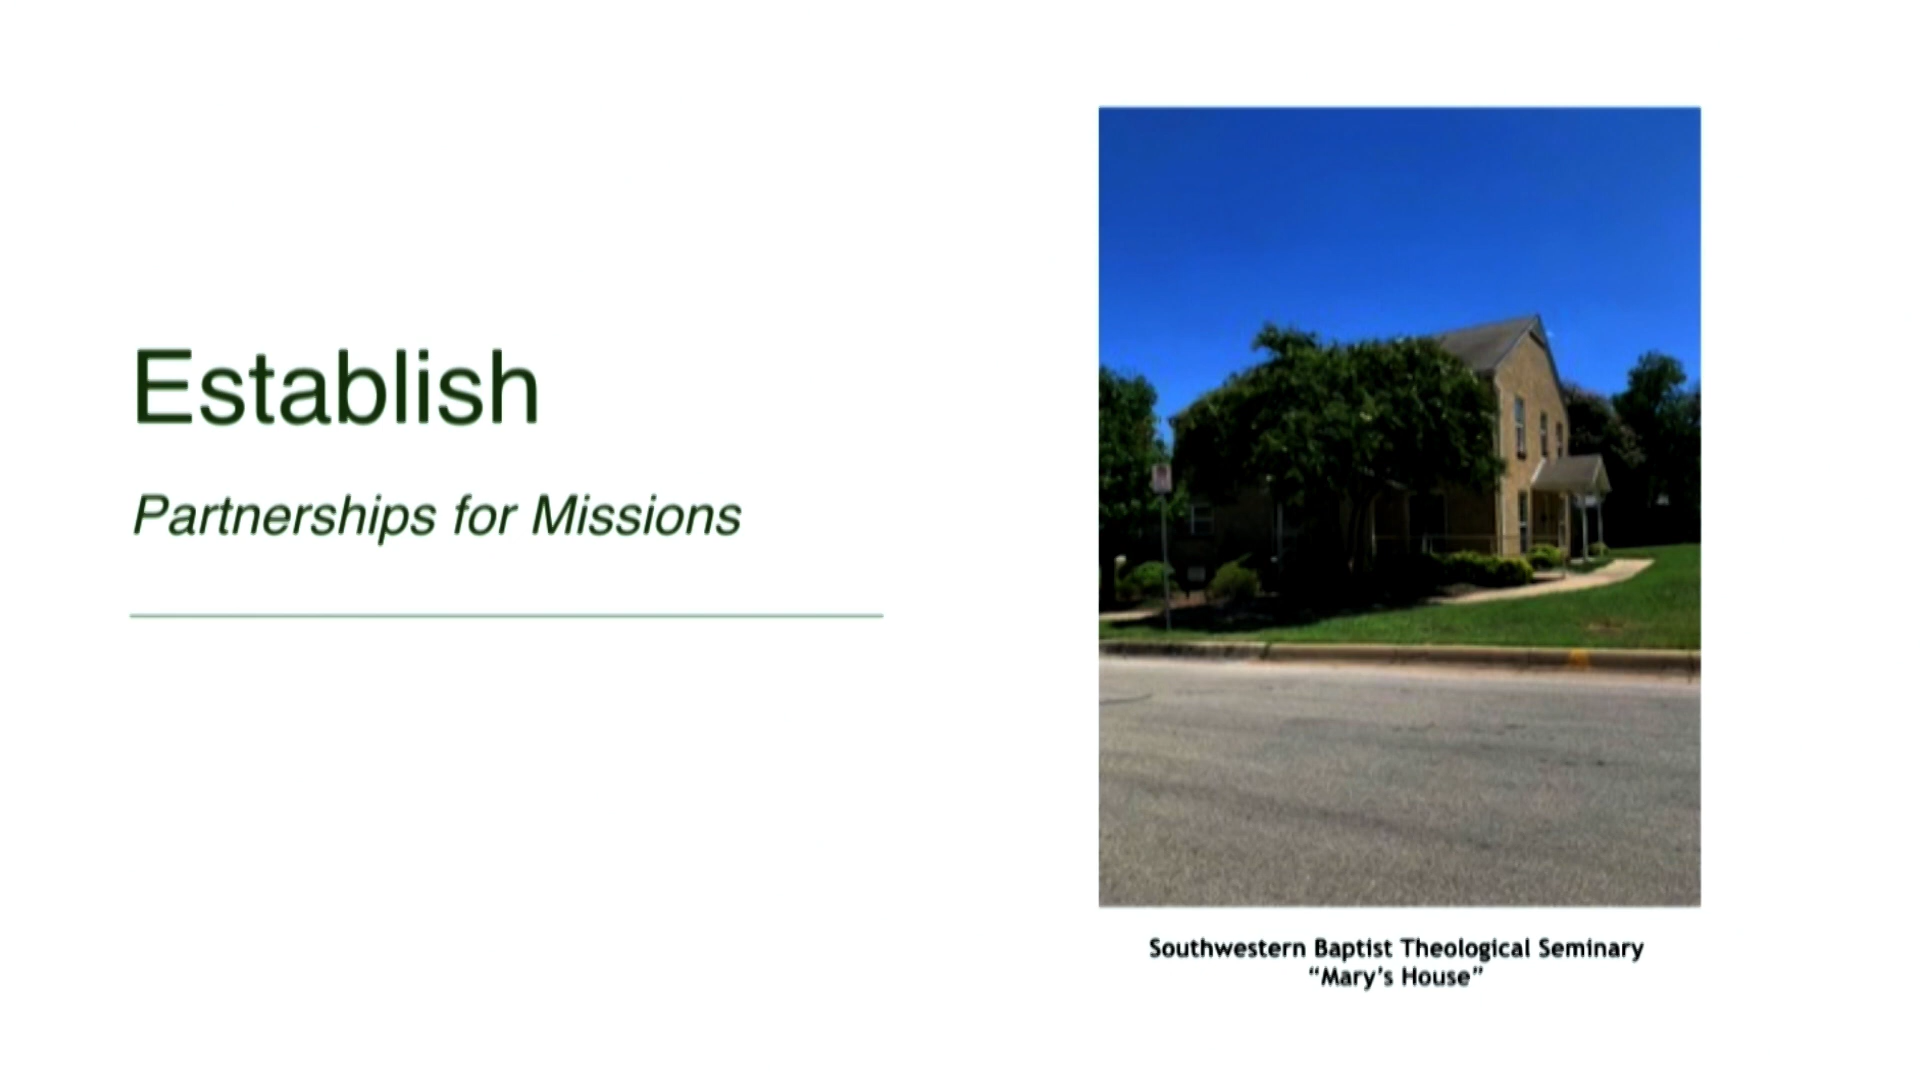 Establish
Partnerships for Missions
Southwestern Baptist Theological Seminary
“Mary’s House”